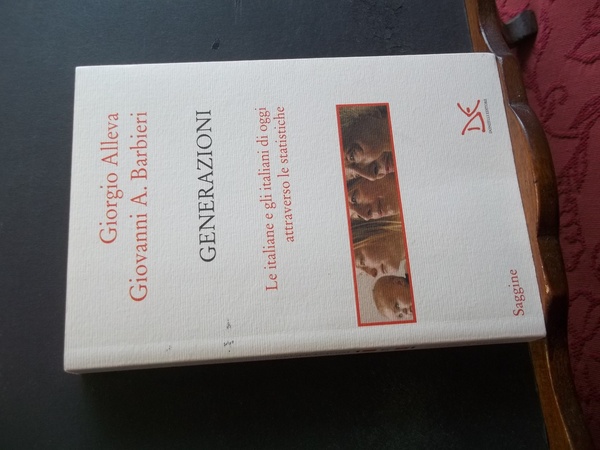 Giorgio Alleva
Giovanni A. Barbieri
GENERAZIONI
Le italiane e gli italiani di oggi
attraverso le statistiche
Saggine